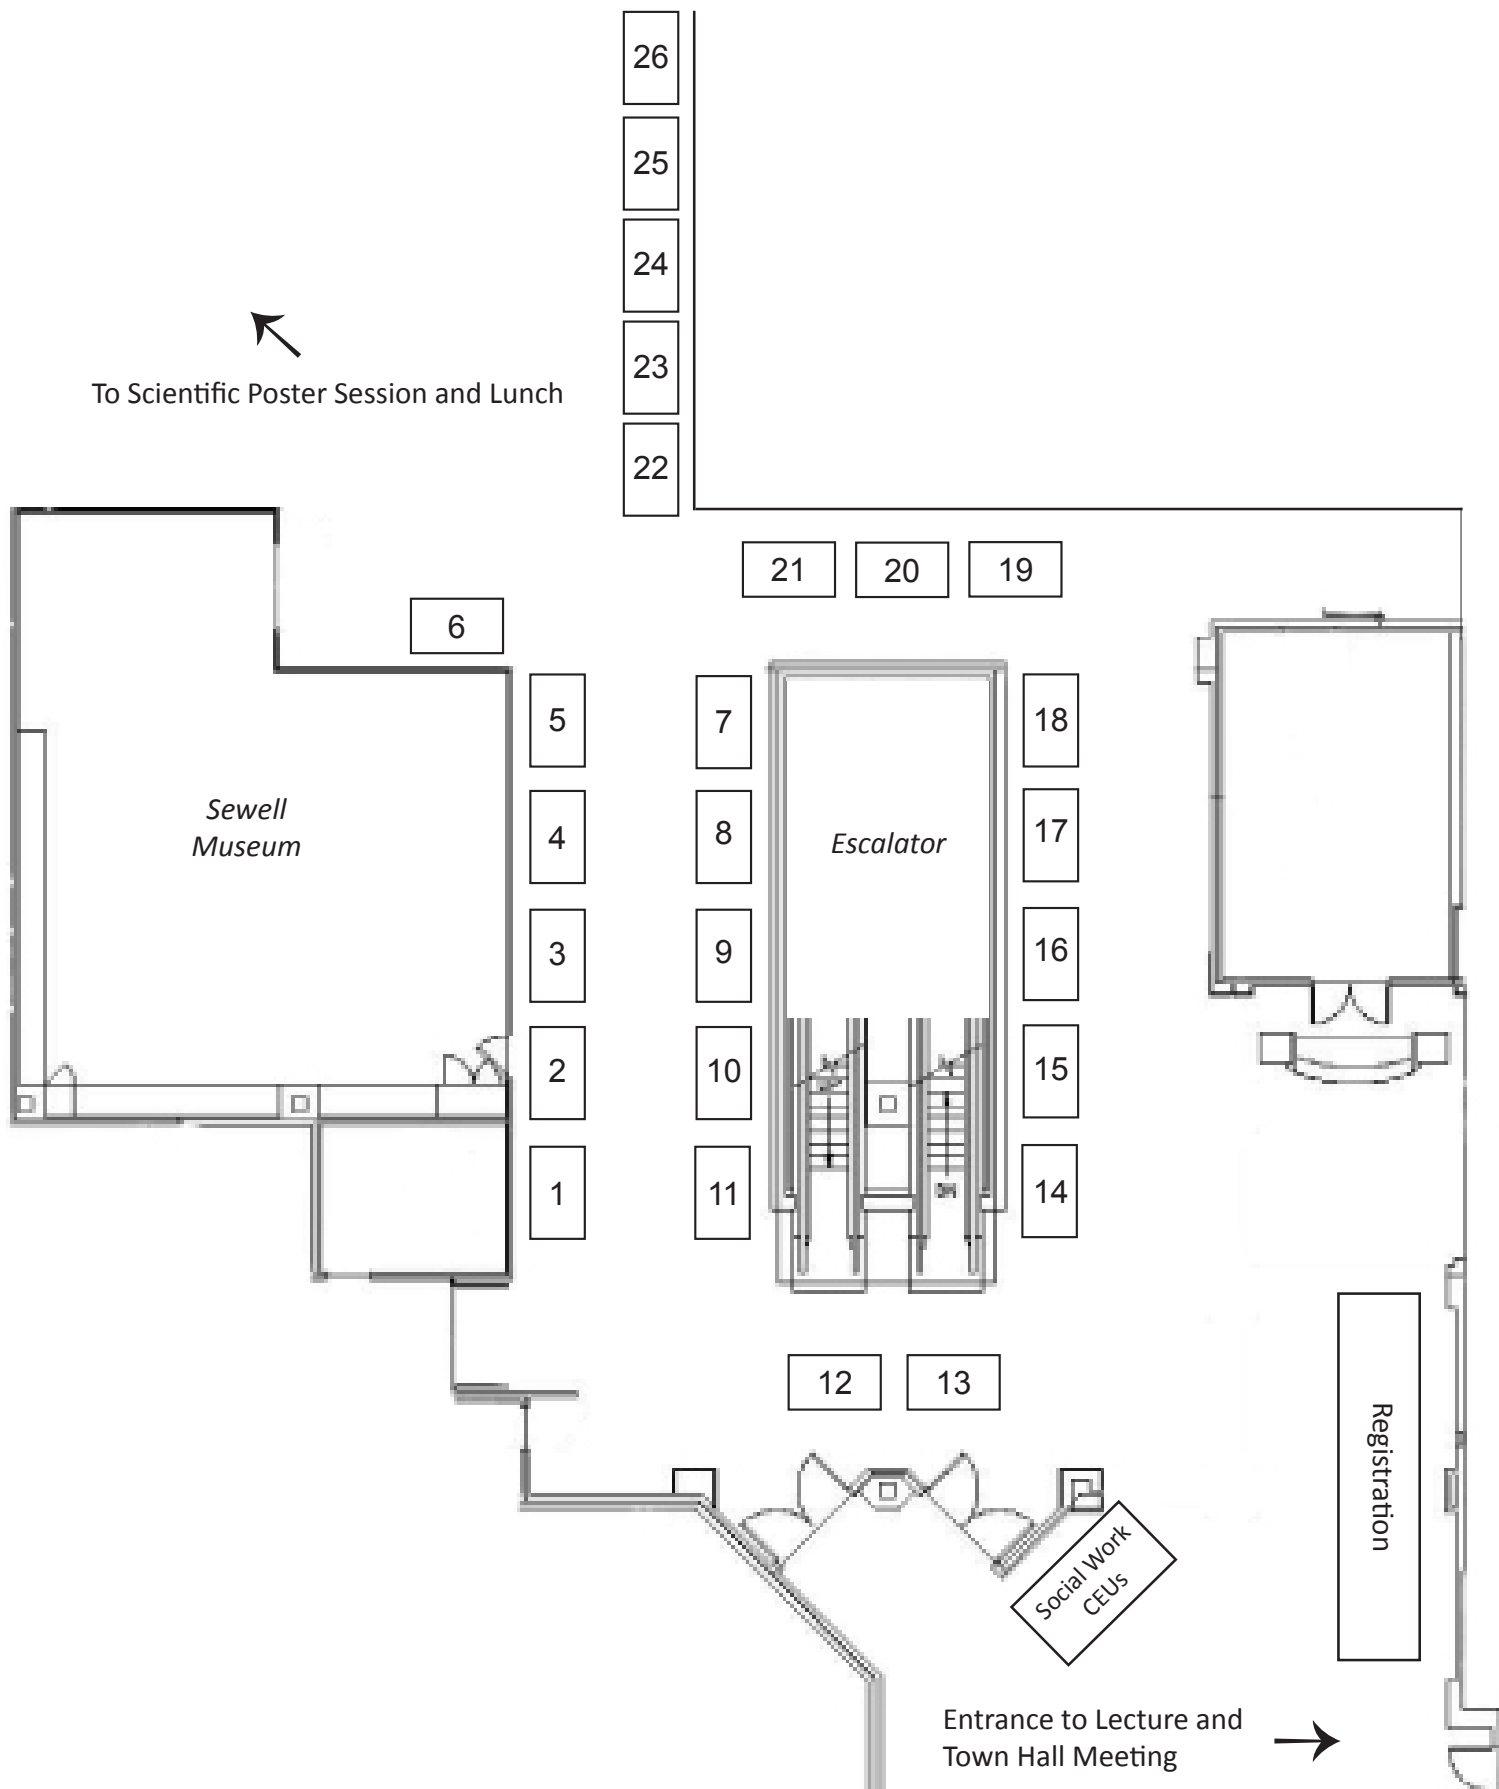 26
25
24
23
To Scientific Poster Session and Lunch
22
21
20
19
6
5
7
18
Sewell
Museum
4
8
Escalator
17
3
9
16
2
10
15
1
11
14
12
13
Registration
Social Work
CEUs
Entrance to Lecture and
Town Hall Meeting